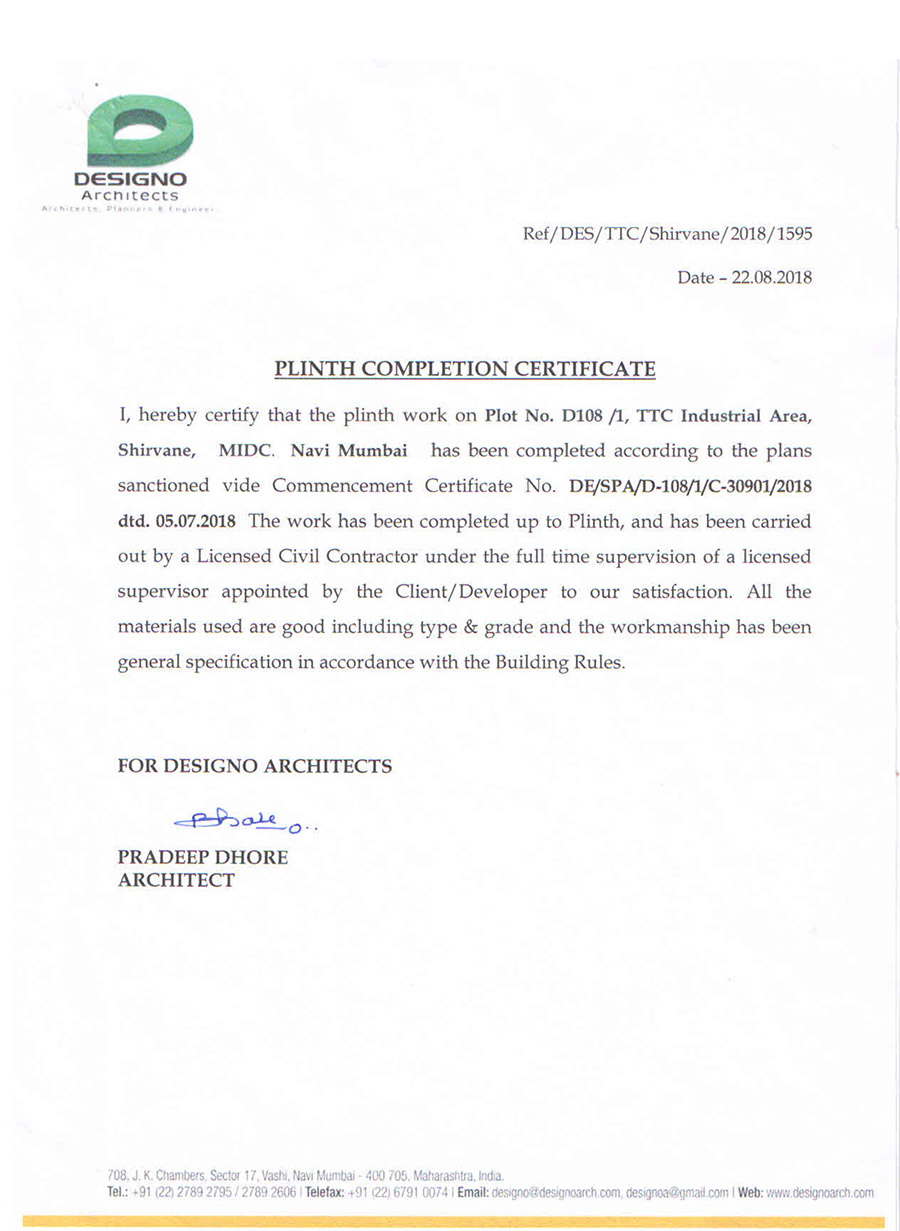 DESIGNO
Architects
Architects, Planners & Engineers
Ref/DES/TTC/Shirvane/2018/1595
Date – 22.08.2018
PLINTH COMPLETION CERTIFICATE
I, hereby certify that the plinth work on Plot No. D108 /1, TTC Industrial Area,
Shirvane, MIDC. Navi Mumbai has been completed according to the plans
sanctioned vide Commencement Certificate No. DE/SPA/D-108/1/C-30901/2018
dtd. 05.07.2018 The work has been completed up to Plinth, and has been carried
out by a Licensed Civil Contractor under the full time supervision of a licensed
supervisor appointed by the Client/Developer to our satisfaction. All the
materials used are good including type & grade and the workmanship has been
general specification in accordance with the Building Rules.
FOR DESIGNO ARCHITECTS
PRADEEP DHORE
ARCHITECT
708, J. K. Chambers, Sector 17, Vashi, Navi Mumbai - 400 705, Maharashtra, India.
Tel.: +91 (22) 2789 2795 / 2789 2606 | Telefax: +91 (22) 6791 0074 | Email: designo@designoarch.com, designoa@gmail.com | Web: www.designoarch.com